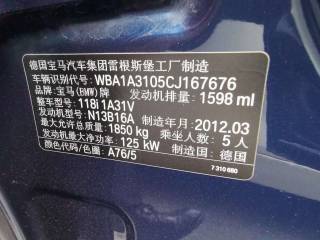 德国宝马汽车集团雷根斯堡工厂制造
车辆识别代号: WBA1A3105CJ167676
品牌: 宝马(BMW)牌 发动机排量: 1598 ml
整车型号: 118i 1A31V
发动机型号: N13B16A 制造年月: 2012.03
最大允许总质量: 1850 kg 乘坐人数: 5 人
发动机最大净功率: 125 kW 制造国: 德国
颜色代码/色圈: A76/5
7 310 680